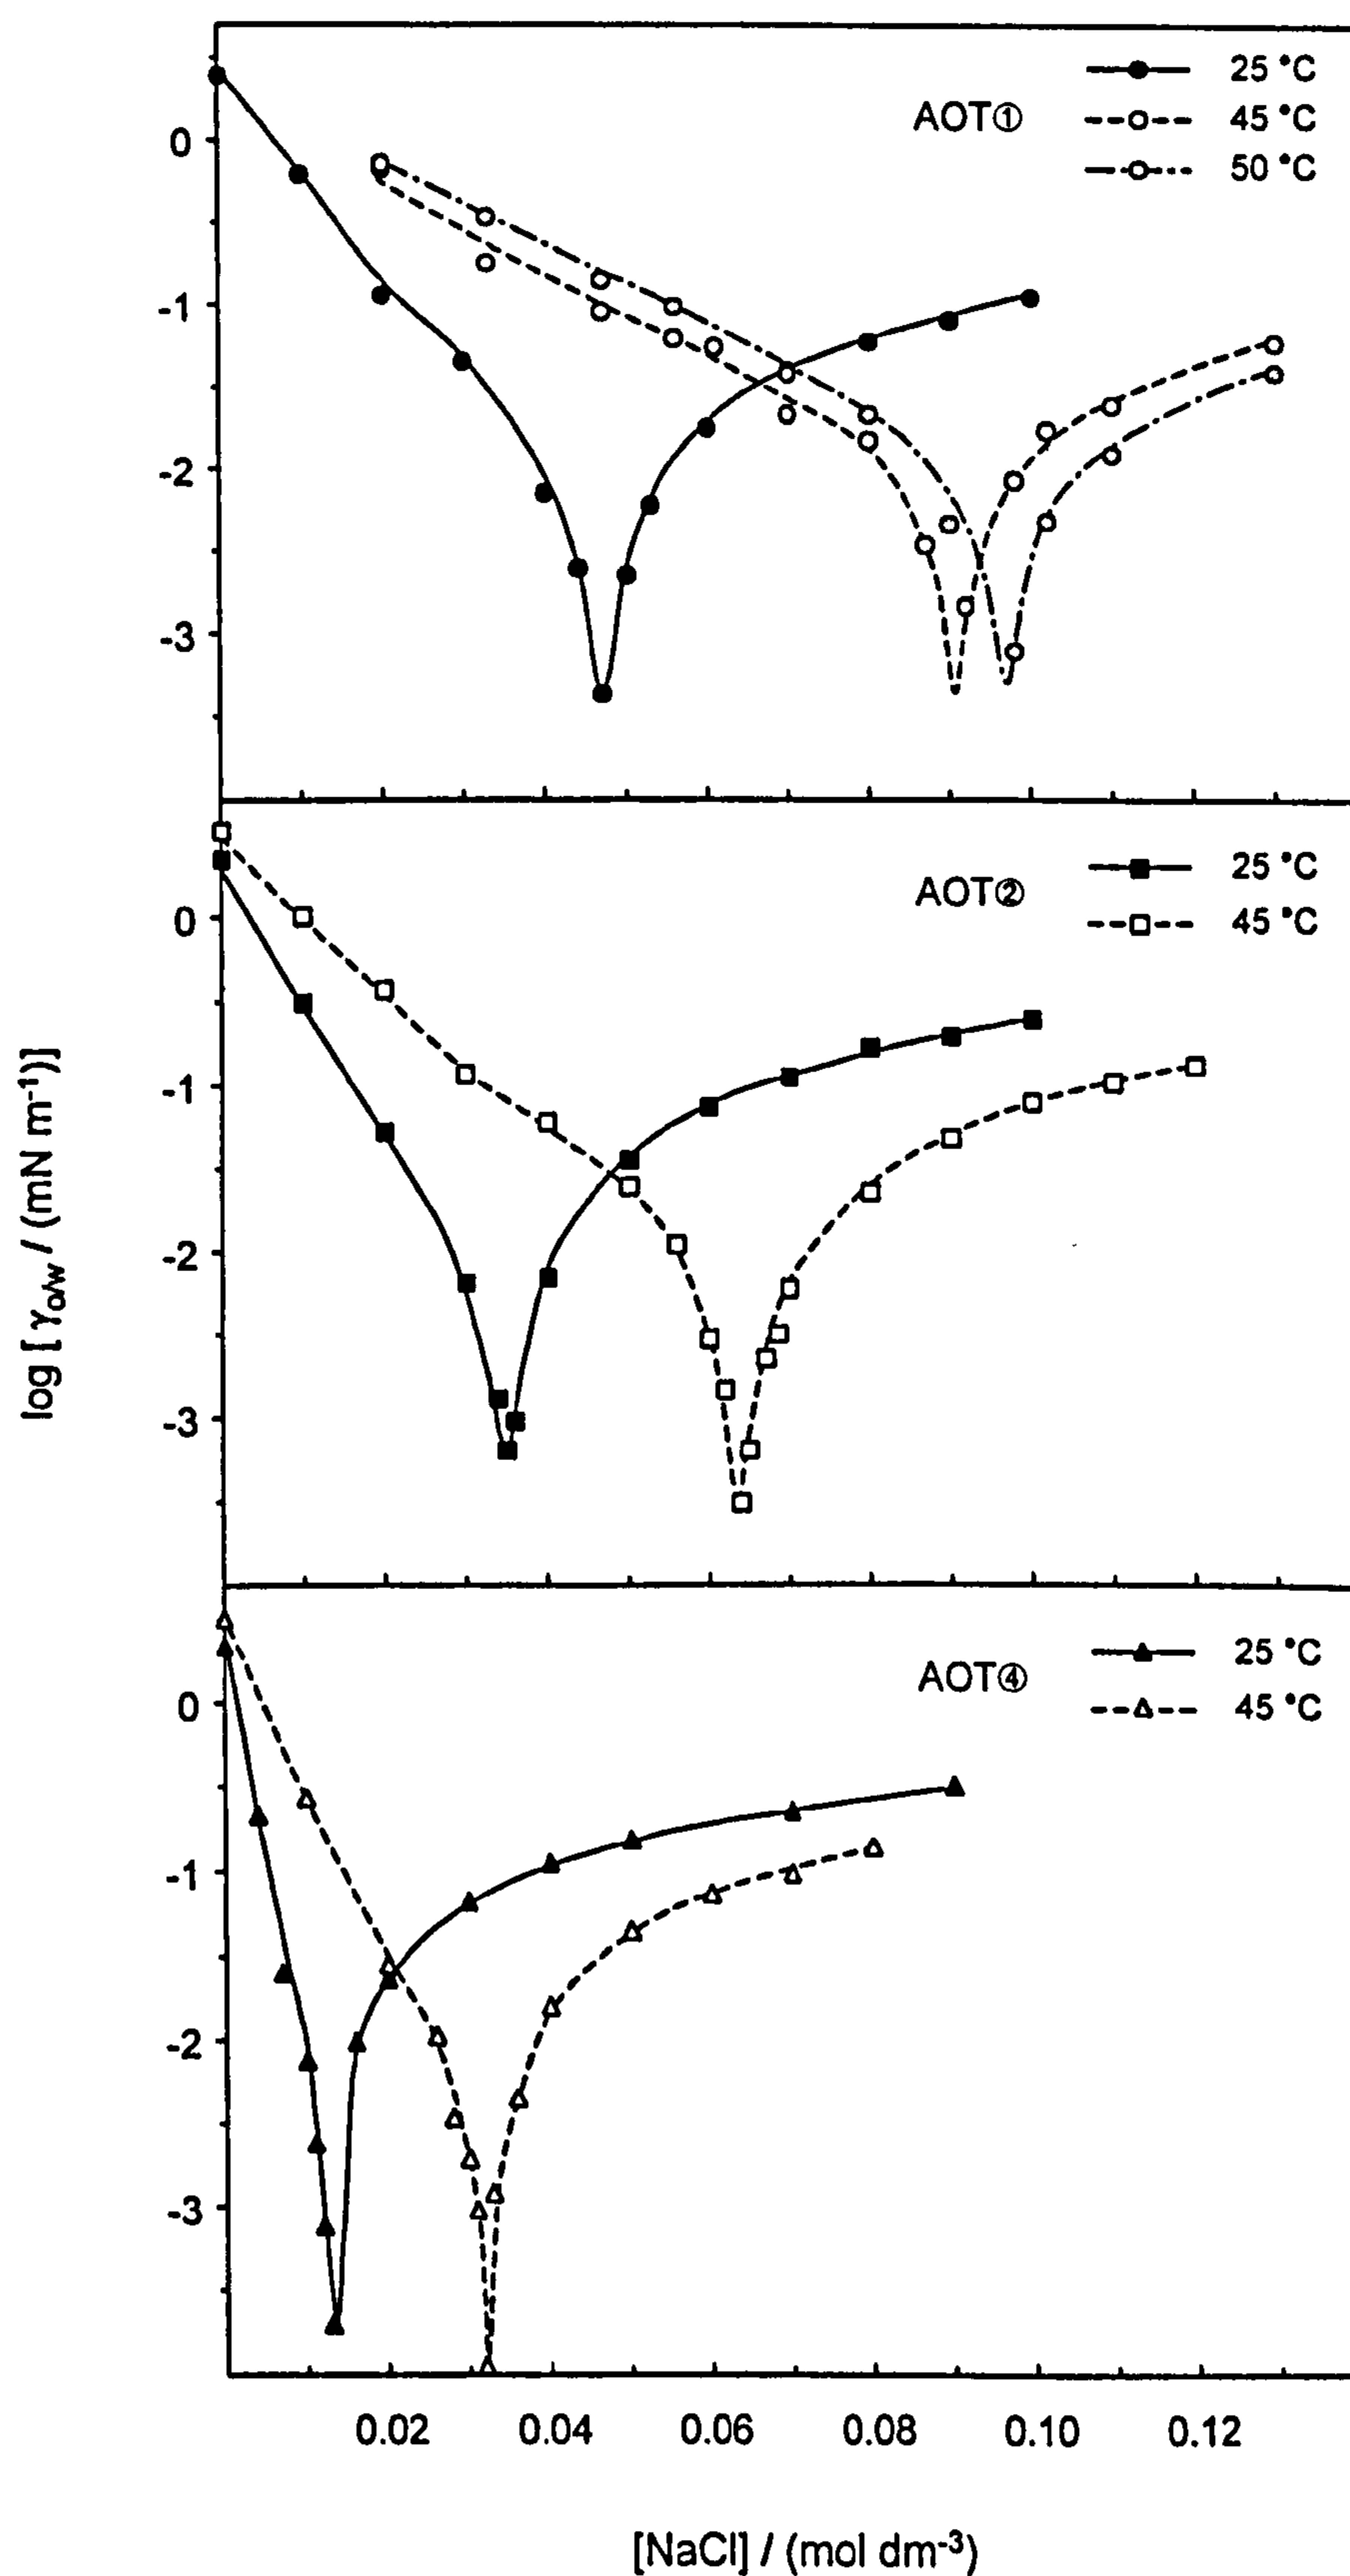 AOT①
25 °C
45 °C
50 °C
0
-1
-2
-3
AOT②
25 °C
45 °C
0
-1
-2
-3
log [ γo/w / (mN m-1)]
AOT④
25 °C
45 °C
0
-1
-2
-3
0.02 0.04 0.06 0.08 0.10 0.12
[NaCl] / (mol dm-3)